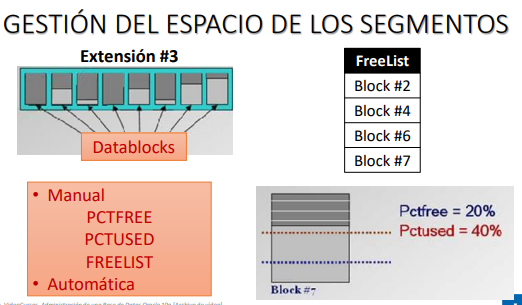 GESTIÓN DEL ESPACIO DE LOS SEGMENTOS
Extensión #3
Datablocks
FreeList
Block #2
Block #4
Block #6
Block #7
• Manual
PCTFREE
PCTUSED
FREELIST
• Automática
Pctfree = 20%
Pctused = 40%
Block #7